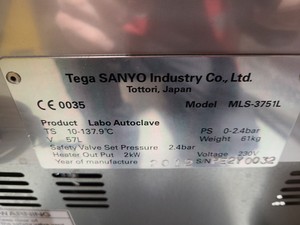 Tega SANYO Industry Co., Ltd.
Tottori, Japan
CE 0035 Model MLS-3751L
Product Labo Autoclave
TS 10-137.9℃ PS 0-2.4bar
V 57L Weight 61kg
Safety Valve Set Pressure 2.4bar
Heater Out Put 2kW Voltage 230V
Year of manufacture S/N